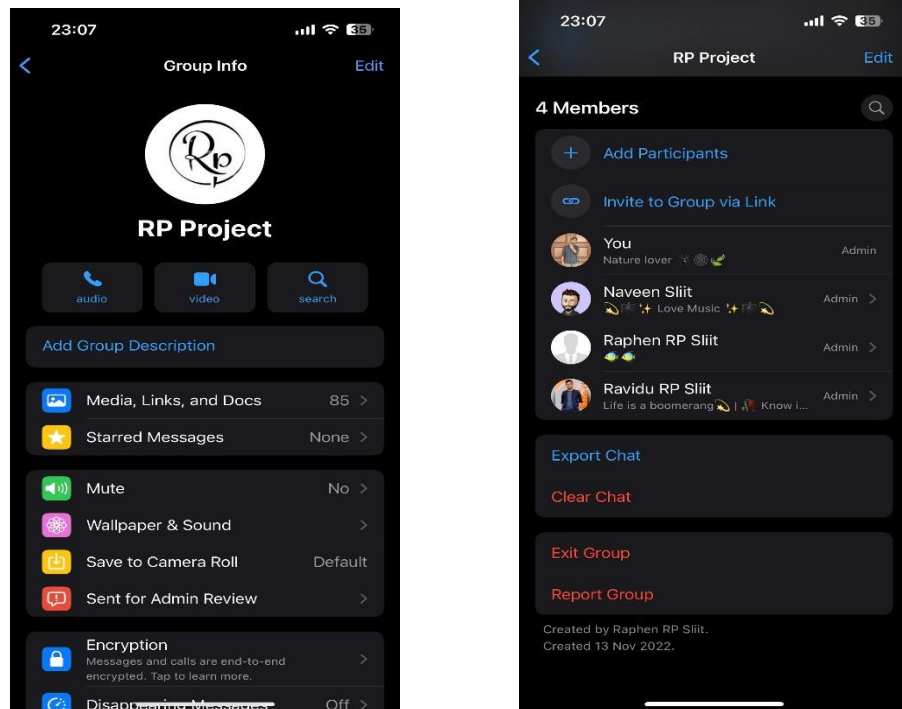 23:07
35
Group Info
Edit
Rp
RP Project
audio
video
search
Add Group Description
Media, Links, and Docs
85
Starred Messages
None
Mute
No
Wallpaper & Sound
Save to Camera Roll
Default
Sent for Admin Review
Encryption
Messages and calls are end-to-end
encrypted. Tap to learn more.
Disappearing Messages
Off
23:07
35
RP Project
Edit
4 Members
Add Participants
Invite to Group via Link
You
Nature lover
Admin
Naveen Sliit
Love Music
Admin
Raphen RP Sliit
Admin
Ravidu RP Sliit
Life is a boomerang💫 | 🥀 Know i...
Admin
Export Chat
Clear Chat
Exit Group
Report Group
Created by Raphen RP Sliit.
Created 13 Nov 2022.